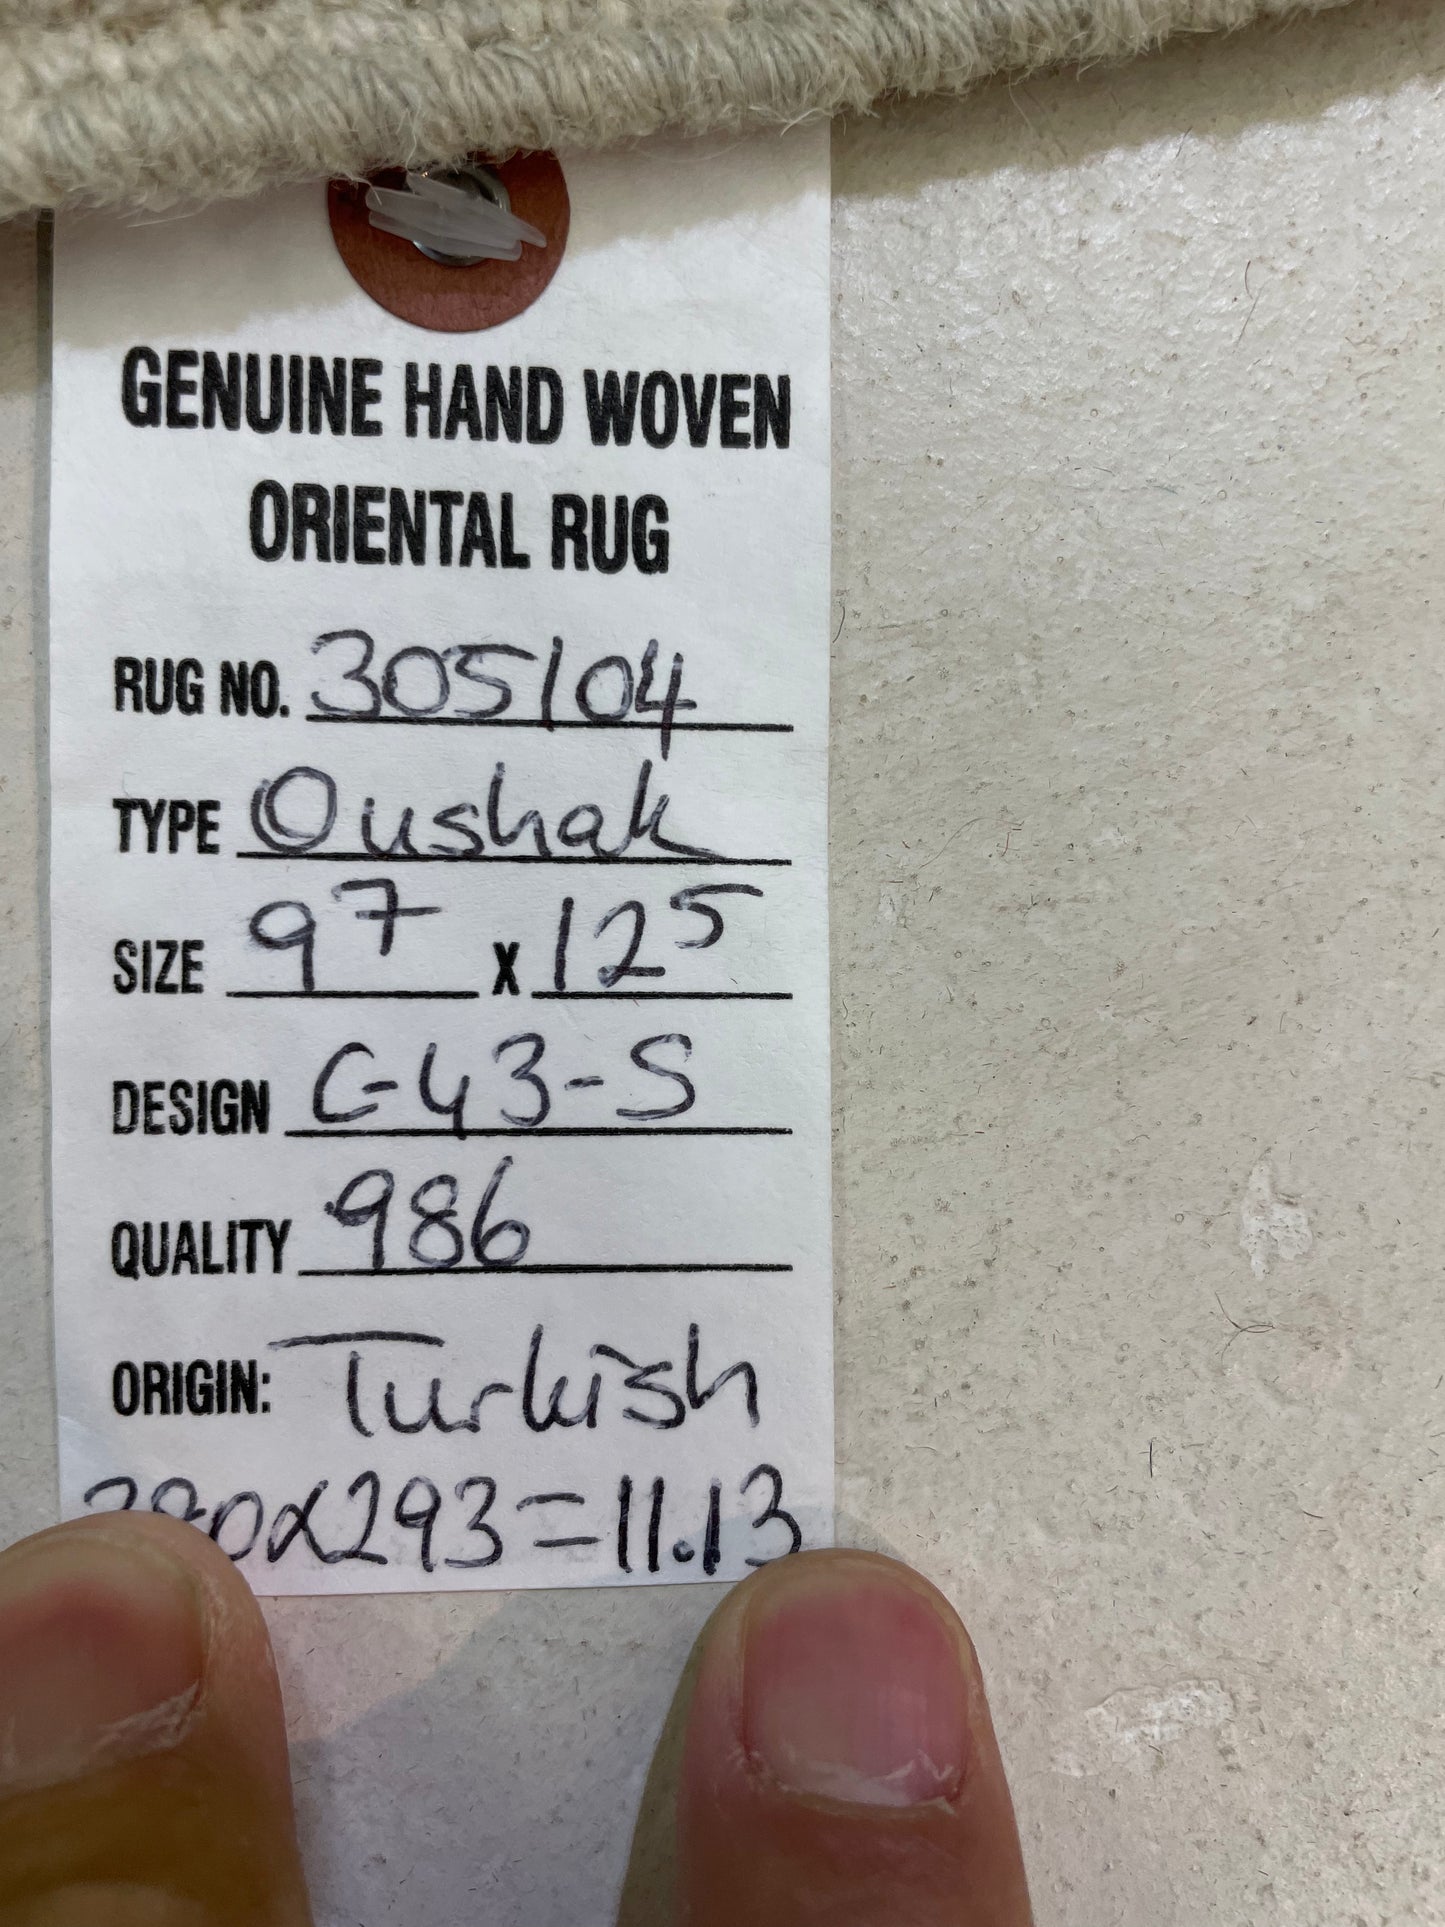 GENUINE HAND WOVEN
ORIENTAL RUG
RUG NO. 305104
TYPE Oushak
SIZE 9⁷ x 12⁵
DESIGN C-43-S
QUALITY 986
ORIGIN: Turkish
380x293=11.13